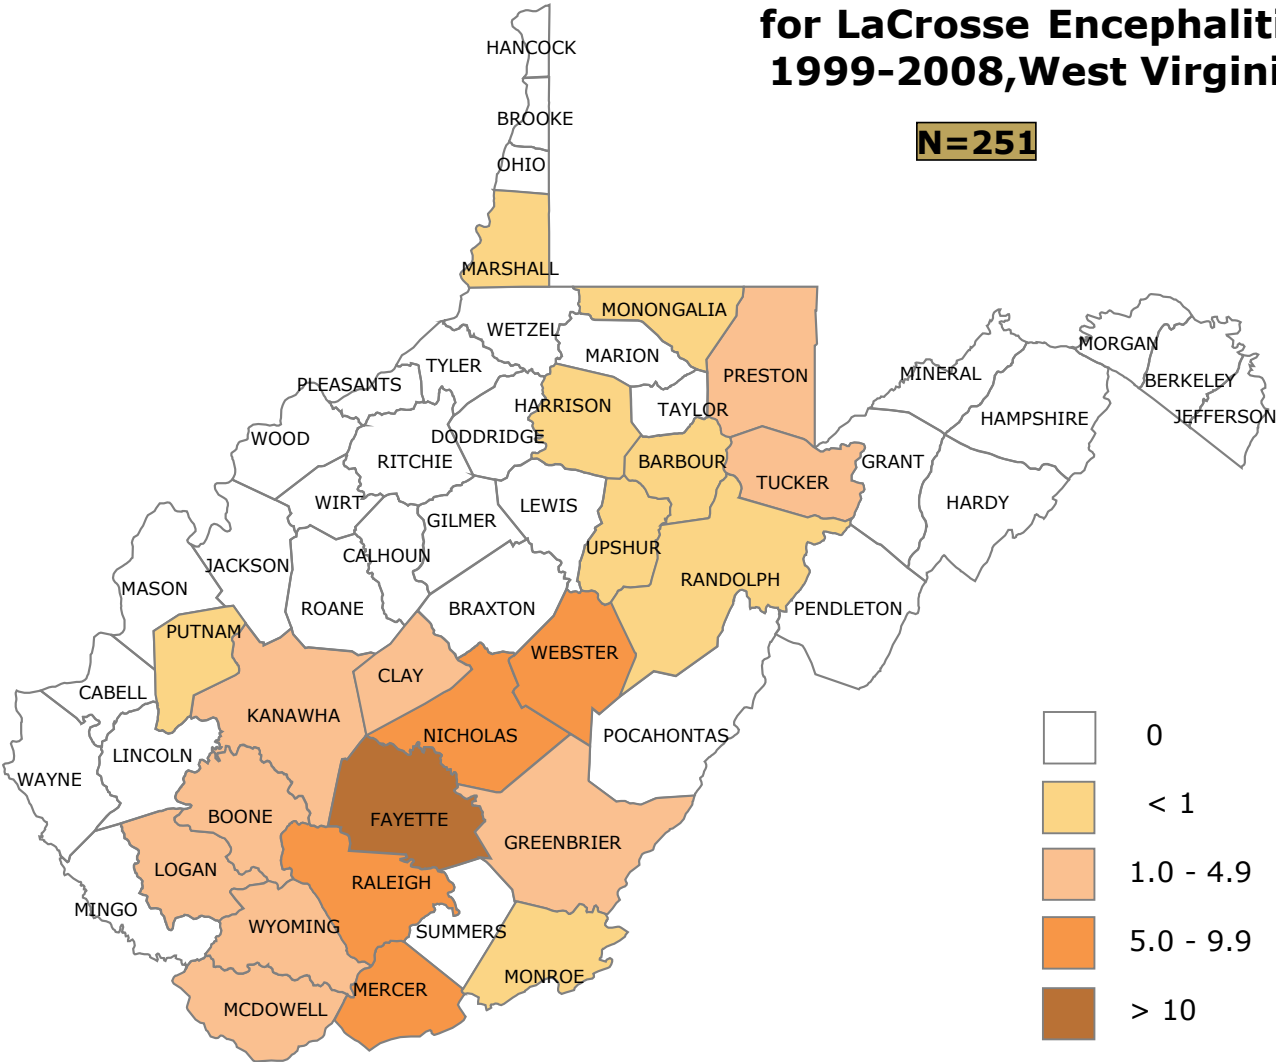 for LaCrosse Encephaliti
1999-2008,West Virgini
N=251
HANCOCK
BROOKE
OHIO
MARSHALL
MONONGALIA
WETZEL
MARION
TYLER
PRESTON
PLEASANTS
MORGAN
MINERAL
BERKELEY
HARRISON
TAYLOR
HAMPSHIRE
JEFFERSON
WOOD
DODDRIDGE
RITCHIE
BARBOUR
GRANT
TUCKER
WIRT
LEWIS
HARDY
GILMER
CALHOUN
UPSHUR
JACKSON
RANDOLPH
MASON
ROANE
BRAXTON
PENDLETON
PUTNAM
WEBSTER
CLAY
CABELL
KANAWHA
NICHOLAS
POCAHONTAS
LINCOLN
WAYNE
BOONE
FAYETTE
GREENBRIER
LOGAN
RALEIGH
MINGO
WYOMING
SUMMERS
MONROE
MERCER
MCDOWELL
0
< 1
1.0 - 4.9
5.0 - 9.9
> 10